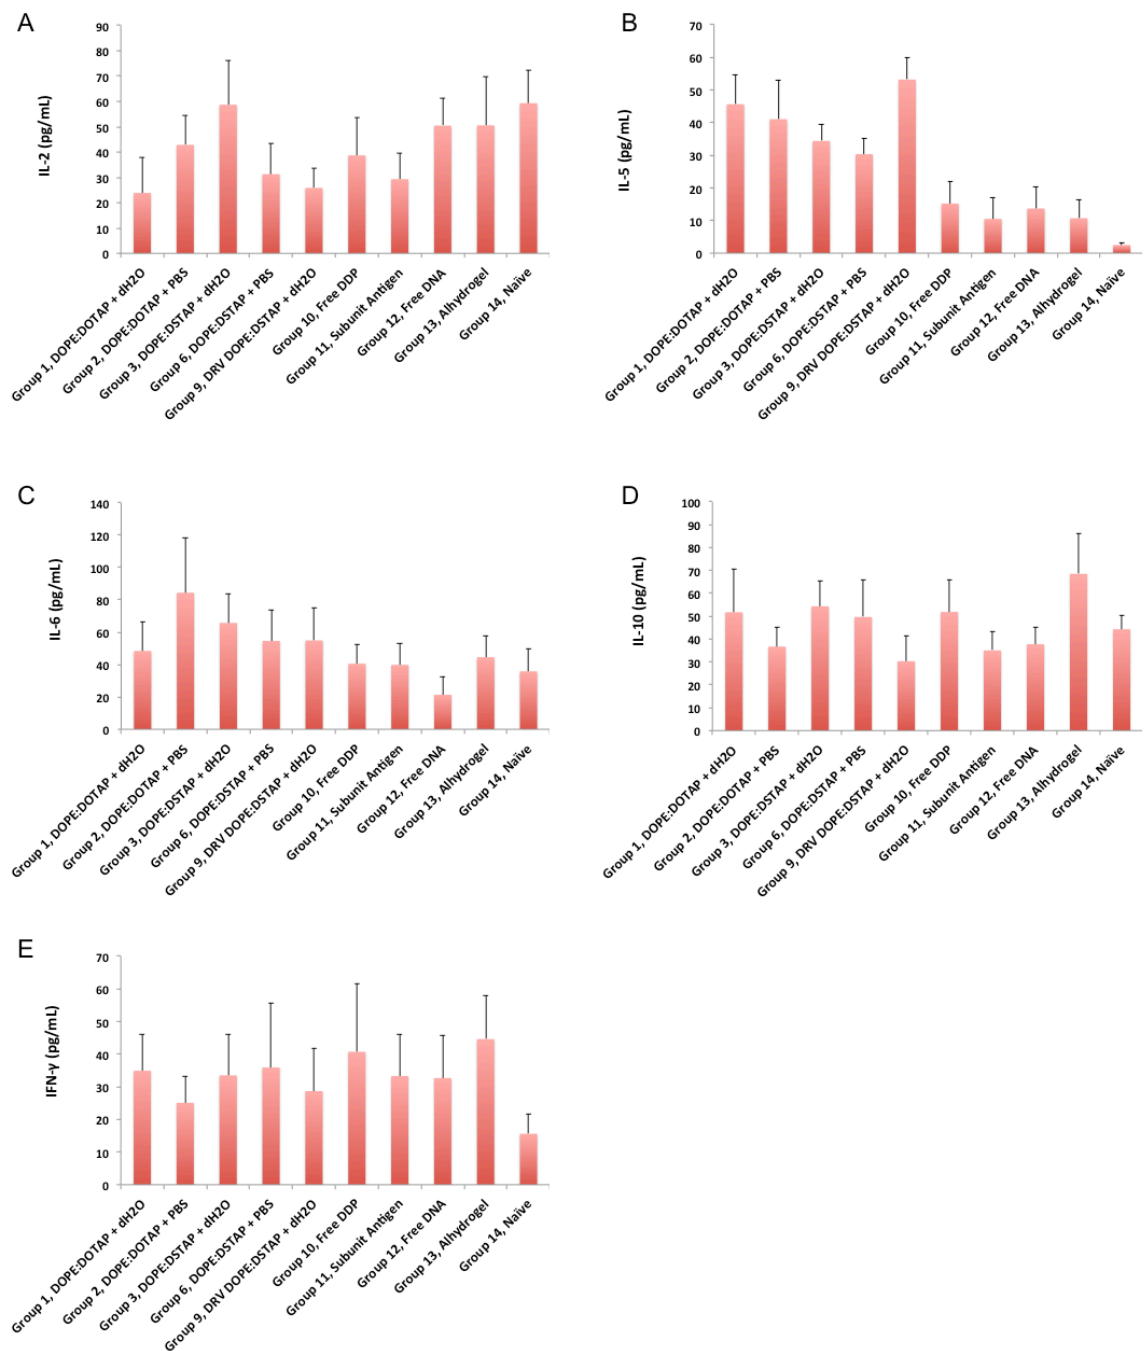 A
IL-2 (pg/mL)
90
80
70
60
50
40
30
20
10
0
Group 1, DOPE:DOTAP + dH2O
Group 2, DOPE:DOTAP + PBS
Group 3, DOPE:DSTAP + dH2O
Group 6, DOPE:DSTAP + PBS
Group 9, DRV DOPE:DSTAP + dH2O
Group 10, Free DDP
Group 11, Subunit Antigen
Group 12, Free DNA
Group 13, Alhydrogel
Group 14, Naïve
B
IL-5 (pg/mL)
70
60
50
40
30
20
10
0
Group 1, DOPE:DOTAP + dH2O
Group 2, DOPE:DOTAP + PBS
Group 3, DOPE:DSTAP + dH2O
Group 6, DOPE:DSTAP + PBS
Group 9, DRV DOPE:DSTAP + dH2O
Group 10, Free DDP
Group 11, Subunit Antigen
Group 12, Free DNA
Group 13, Alhydrogel
Group 14, Naïve
C
IL-6 (pg/mL)
140
120
100
80
60
40
20
0
Group 1, DOPE:DOTAP + dH2O
Group 2, DOPE:DOTAP + PBS
Group 3, DOPE:DSTAP + dH2O
Group 6, DOPE:DSTAP + PBS
Group 9, DRV DOPE:DSTAP + dH2O
Group 10, Free DDP
Group 11, Subunit Antigen
Group 12, Free DNA
Group 13, Alhydrogel
Group 14, Naïve
D
IL-10 (pg/mL)
100
90
80
70
60
50
40
30
20
10
0
Group 1, DOPE:DOTAP + dH2O
Group 2, DOPE:DOTAP + PBS
Group 3, DOPE:DSTAP + dH2O
Group 6, DOPE:DSTAP + PBS
Group 9, DRV DOPE:DSTAP + dH2O
Group 10, Free DDP
Group 11, Subunit Antigen
Group 12, Free DNA
Group 13, Alhydrogel
Group 14, Naïve
E
IFN-γ (pg/mL)
70
60
50
40
30
20
10
0
Group 1, DOPE:DOTAP + dH2O
Group 2, DOPE:DOTAP + PBS
Group 3, DOPE:DSTAP + dH2O
Group 6, DOPE:DSTAP + PBS
Group 9, DRV DOPE:DSTAP + dH2O
Group 10, Free DDP
Group 11, Subunit Antigen
Group 12, Free DNA
Group 13, Alhydrogel
Group 14, Naïve